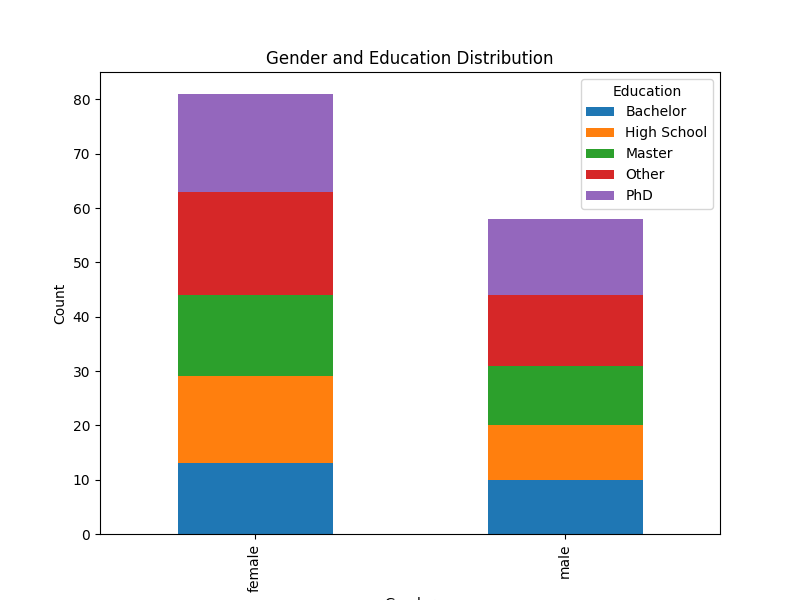 Gender and Education Distribution
Education
Bachelor
High School
Master
Other
PhD
80
70
60
50
40
30
20
10
0
Count
female
male